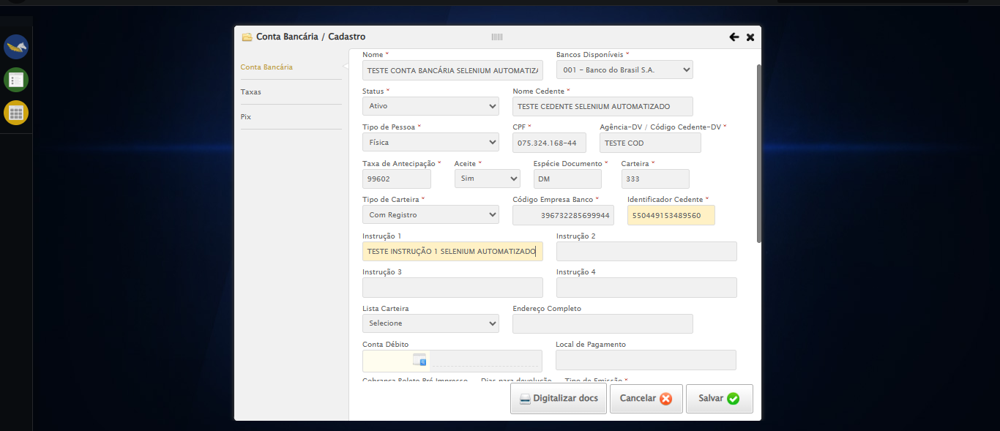 Conta Bancária / Cadastro
Conta Bancária
Taxas
Pix
Nome *
Bancos Disponíveis *
TESTE CONTA BANCÁRIA SELENIUM AUTOMATIZA
001 - Banco do Brasil S.A.
Status *
Nome Cedente *
Ativo
TESTE CEDENTE SELENIUM AUTOMATIZADO
Tipo de Pessoa *
CPF *
Agência-DV / Código Cedente-DV *
Física
075.324.168-44
TESTE COD
Taxa de Antecipação *
Aceite *
Espécie Documento *
Carteira *
99602
Sim
DM
333
Tipo de Carteira *
Código Empresa Banco *
Identificador Cedente *
Com Registro
396732285699944
550449153489560
Instrução 1
Instrução 2
TESTE INSTRUÇÃO 1 SELENIUM AUTOMATIZADO
Instrução 3
Instrução 4
Lista Carteira
Endereço Completo
Selecione
Conta Débito
Local de Pagamento
Cobrança Boleto Pré Impresso
Dias para devolução
Tipo de Emissão *
Digitalizar docs
Cancelar
Salvar